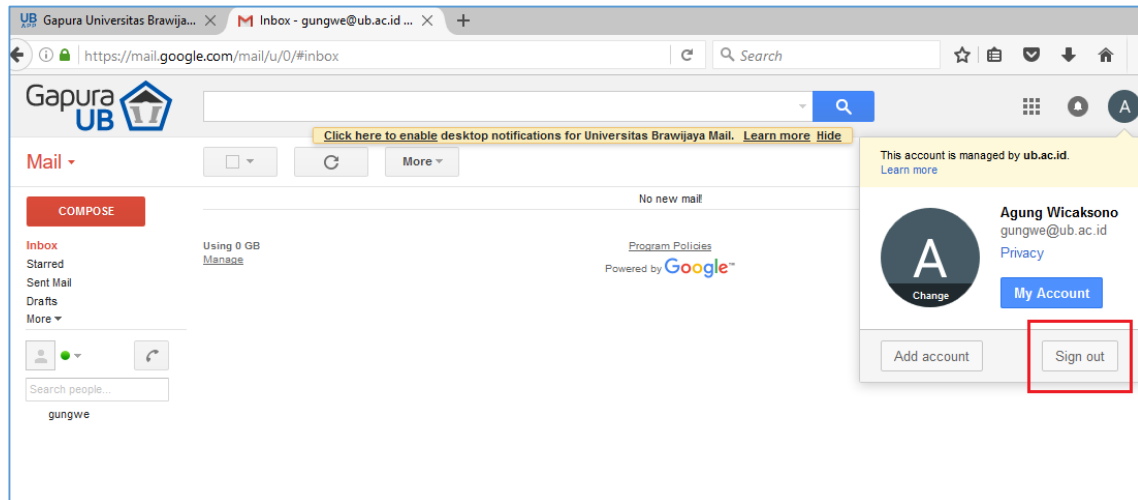 UB APP Gapura Universitas Brawija... × M Inbox - gungwe@ub.ac.id ... × +
https://mail.google.com/mail/u/0/#inbox Search
Gapura UB
A
Click here to enable desktop notifications for Universitas Brawijaya Mail. Learn more Hide
Mail
More
This account is managed by ub.ac.id.
Learn more
No new mail!
COMPOSE
Inbox
Starred
Sent Mail
Drafts
More
Using 0 GB
Manage
Program Policies
Powered by Google™
A
Change
Agung Wicaksono
gungwe@ub.ac.id
Privacy
My Account
Add account Sign out
Search people...
gungwe